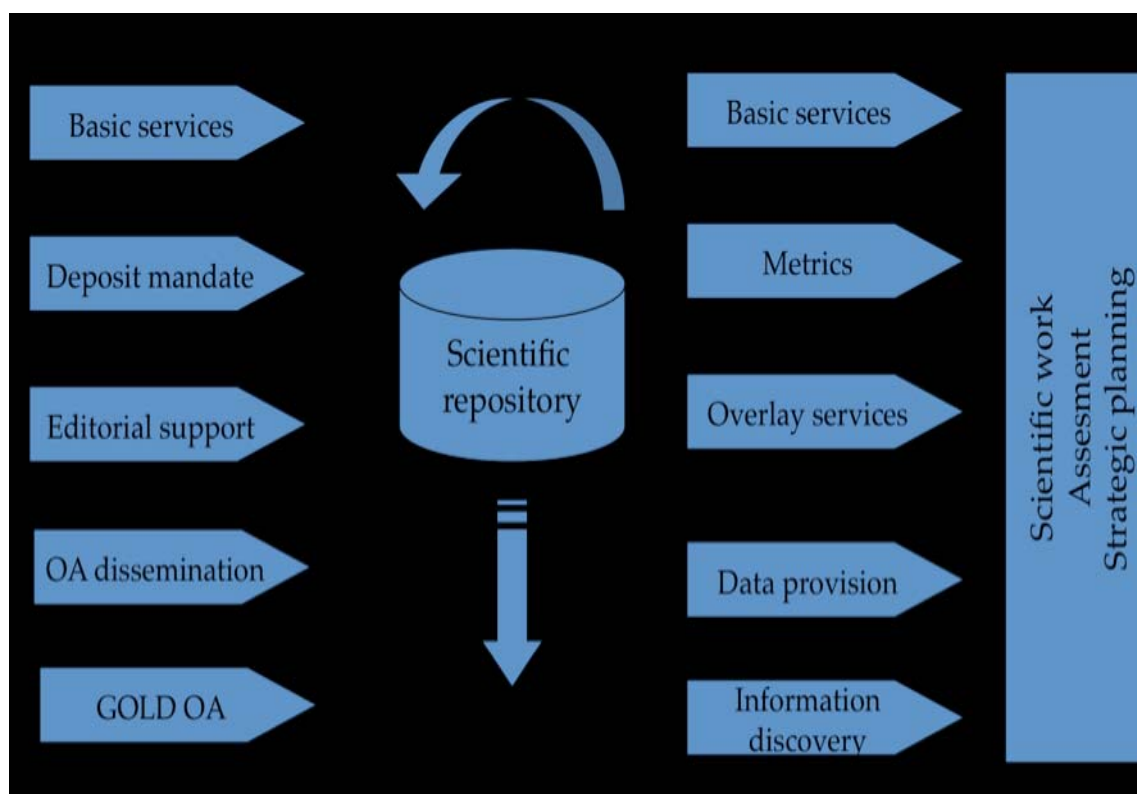 Basic services
Deposit mandate
Editorial support
OA dissemination
GOLD OA
Scientific
repository
Basic services
Metrics
Overlay services
Data provision
Information
discovery
Scientific work
Assesment
Strategic planning